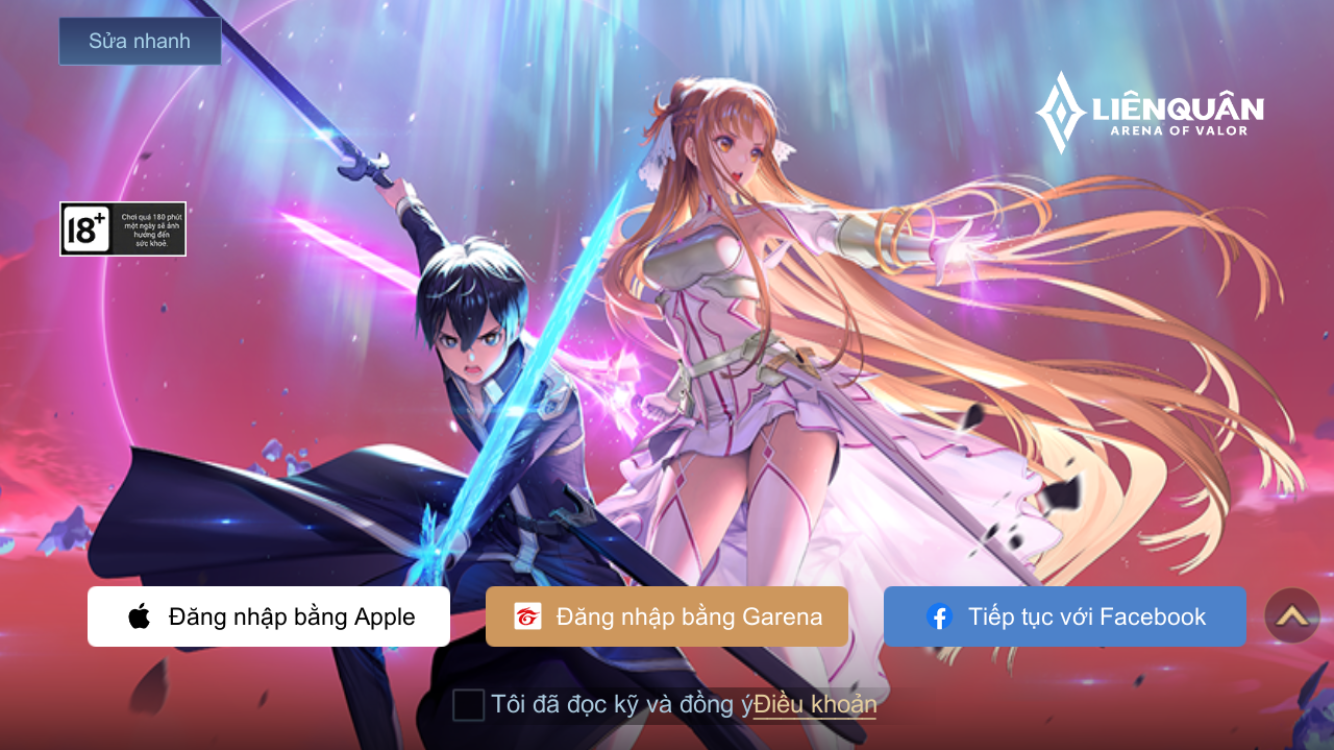 Sửa nhanh
LIÊNQUÂN
ARENA OF VALOR
18+
Chơi quá 180 phút
một ngày sẽ ảnh
hưởng đến
sức khoẻ.
Đăng nhập bằng Apple
Đăng nhập bằng Garena
Tiếp tục với Facebook
Tôi đã đọc kỹ và đồng ýĐiều khoản